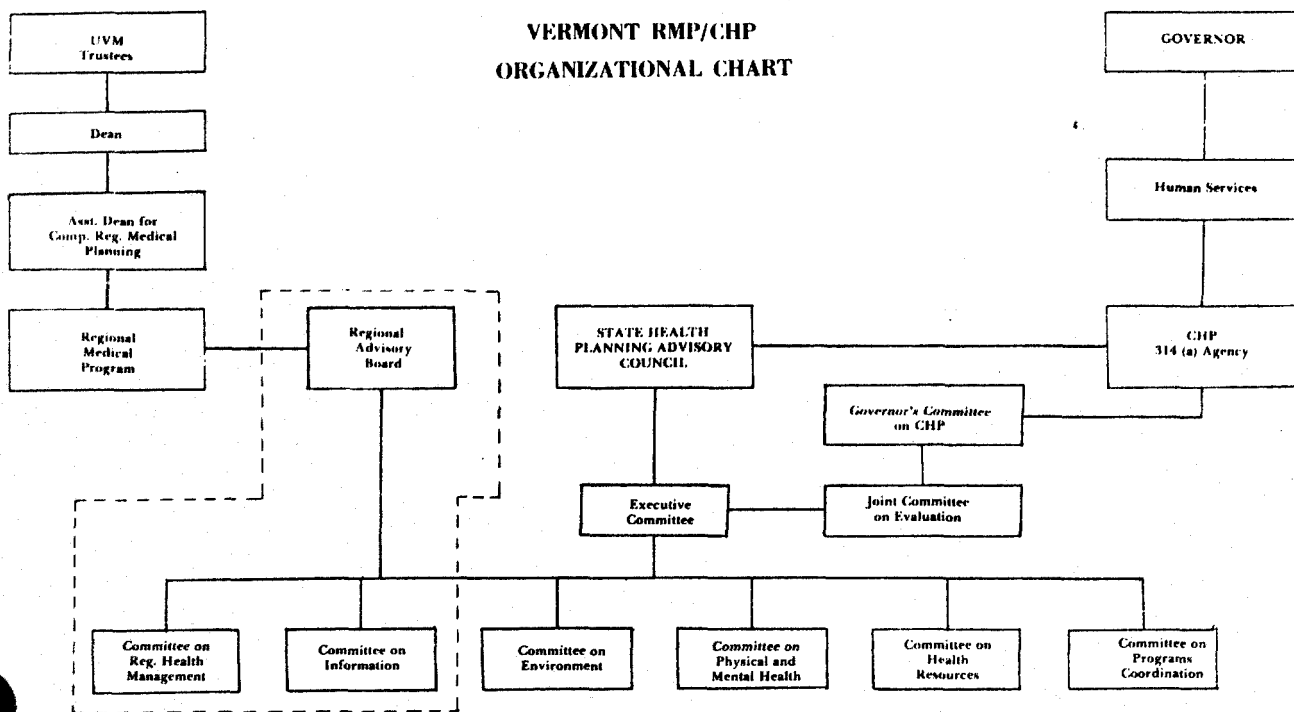 VERMONT RMP/CHP
ORGANIZATIONAL CHART
UVM
Trustees
GOVERNOR
Dean
Human Services
Asst. Dean for
Comp. Reg. Medical
Planning
Regional
Medical
Program
Regional
Advisory
Board
STATE HEALTH
PLANNING ADVISORY
COUNCIL
CHP
314 (a) Agency
Governor's Committee
on CHP
Executive
Committee
Joint Committee
on Evaluation
Committee on
Reg. Health
Management
Committee on
Information
Committee on
Environment
Committee on
Physical and
Mental Health
Committee on
Health
Resources
Committee on
Programs
Coordination